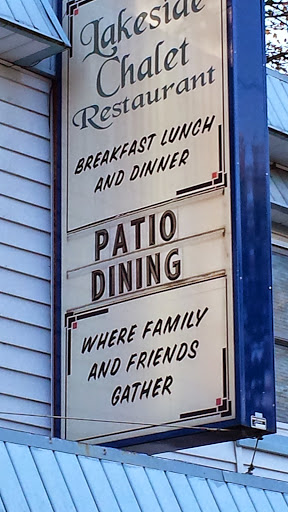 Lakeside
Chalet
Restaurant
BREAKFAST LUNCH
AND DINNER
PATIO
DINING
WHERE FAMILY
AND FRIENDS
GATHER